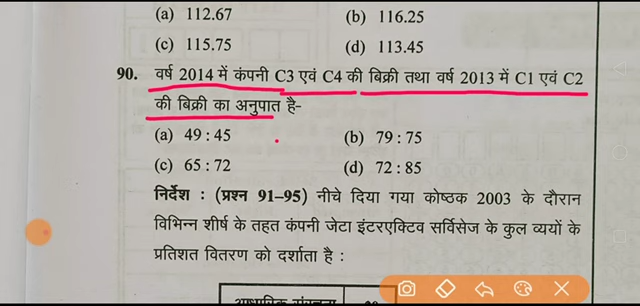 (a) 112.67 (b) 116.25
(c) 115.75 (d) 113.45
90. वर्ष 2014 में कंपनी C3 एवं C4 की बिक्री तथा वर्ष 2013 में C1 एवं C2
की बिक्री का अनुपात है-
(a) 49 : 45 (b) 79 : 75
(c) 65 : 72 (d) 72 : 85
निर्देश : (प्रश्न 91-95) नीचे दिया गया कोष्ठक 2003 के दौरान
विभिन्न शीर्ष के तहत कंपनी जेटा इंटरएक्टिव सर्विसेज के कुल व्ययों के
प्रतिशत वितरण को दर्शाता है :